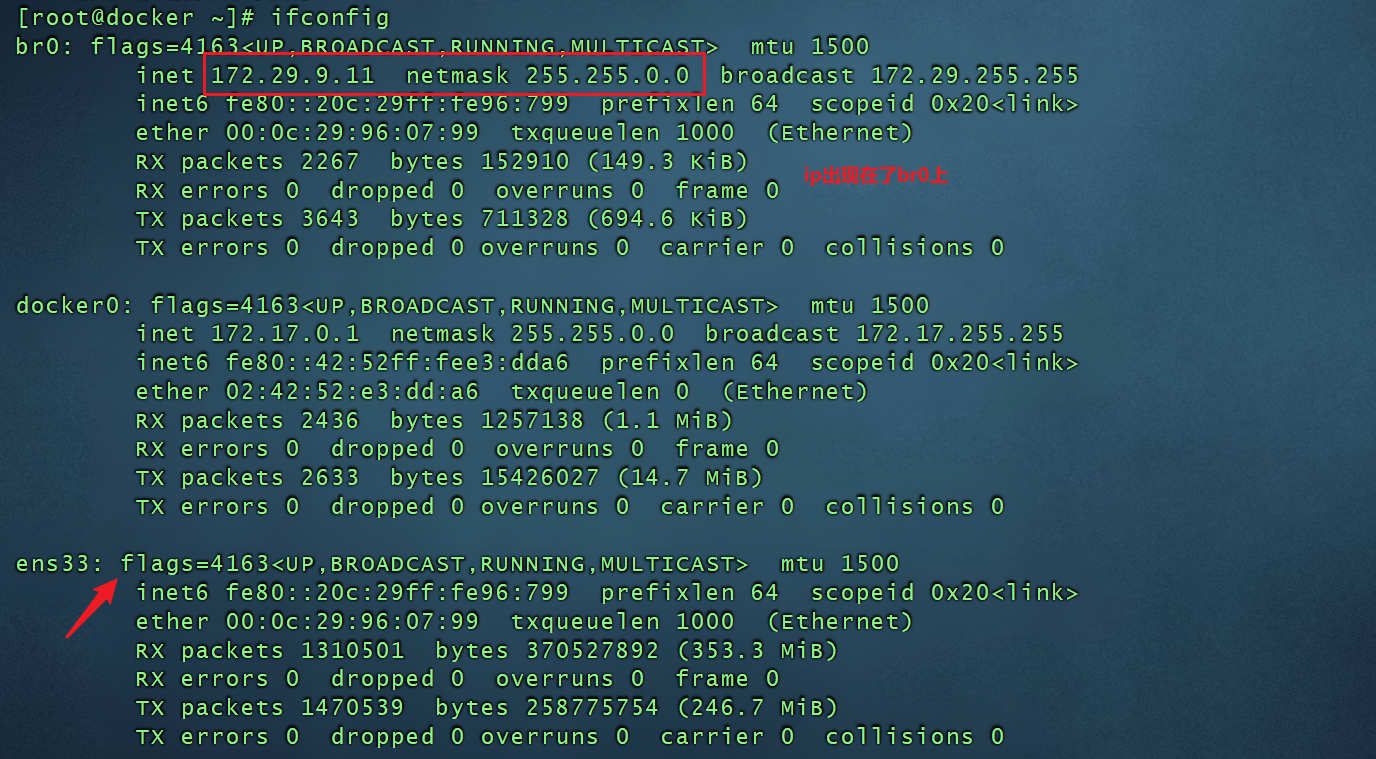 [root@docker ~]# ifconfig
br0: flags=4163<UP,BROADCAST,RUNNING,MULTICAST>  mtu 1500
        inet 172.29.9.11  netmask 255.255.0.0  broadcast 172.29.255.255
        inet6 fe80::20c:29ff:fe96:799  prefixlen 64  scopeid 0x20<link>
        ether 00:0c:29:96:07:99  txqueuelen 1000  (Ethernet)
        RX packets 2267  bytes 152910 (149.3 KiB)
ip出现在了br0上
        RX errors 0  dropped 0  overruns 0  frame 0
        TX packets 3643  bytes 711328 (694.6 KiB)
        TX errors 0  dropped 0 overruns 0  carrier 0  collisions 0

docker0: flags=4163<UP,BROADCAST,RUNNING,MULTICAST>  mtu 1500
        inet 172.17.0.1  netmask 255.255.0.0  broadcast 172.17.255.255
        inet6 fe80::42:52ff:fee3:dda6  prefixlen 64  scopeid 0x20<link>
        ether 02:42:52:e3:dd:a6  txqueuelen 0  (Ethernet)
        RX packets 2436  bytes 1257138 (1.1 MiB)
        RX errors 0  dropped 0  overruns 0  frame 0
        TX packets 2633  bytes 15426027 (14.7 MiB)
        TX errors 0  dropped 0 overruns 0  carrier 0  collisions 0

ens33: flags=4163<UP,BROADCAST,RUNNING,MULTICAST>  mtu 1500
        inet6 fe80::20c:29ff:fe96:799  prefixlen 64  scopeid 0x20<link>
        ether 00:0c:29:96:07:99  txqueuelen 1000  (Ethernet)
        RX packets 1310501  bytes 370527892 (353.3 MiB)
        RX errors 0  dropped 0  overruns 0  frame 0
        TX packets 1470539  bytes 258775754 (246.7 MiB)
        TX errors 0  dropped 0 overruns 0  carrier 0  collisions 0